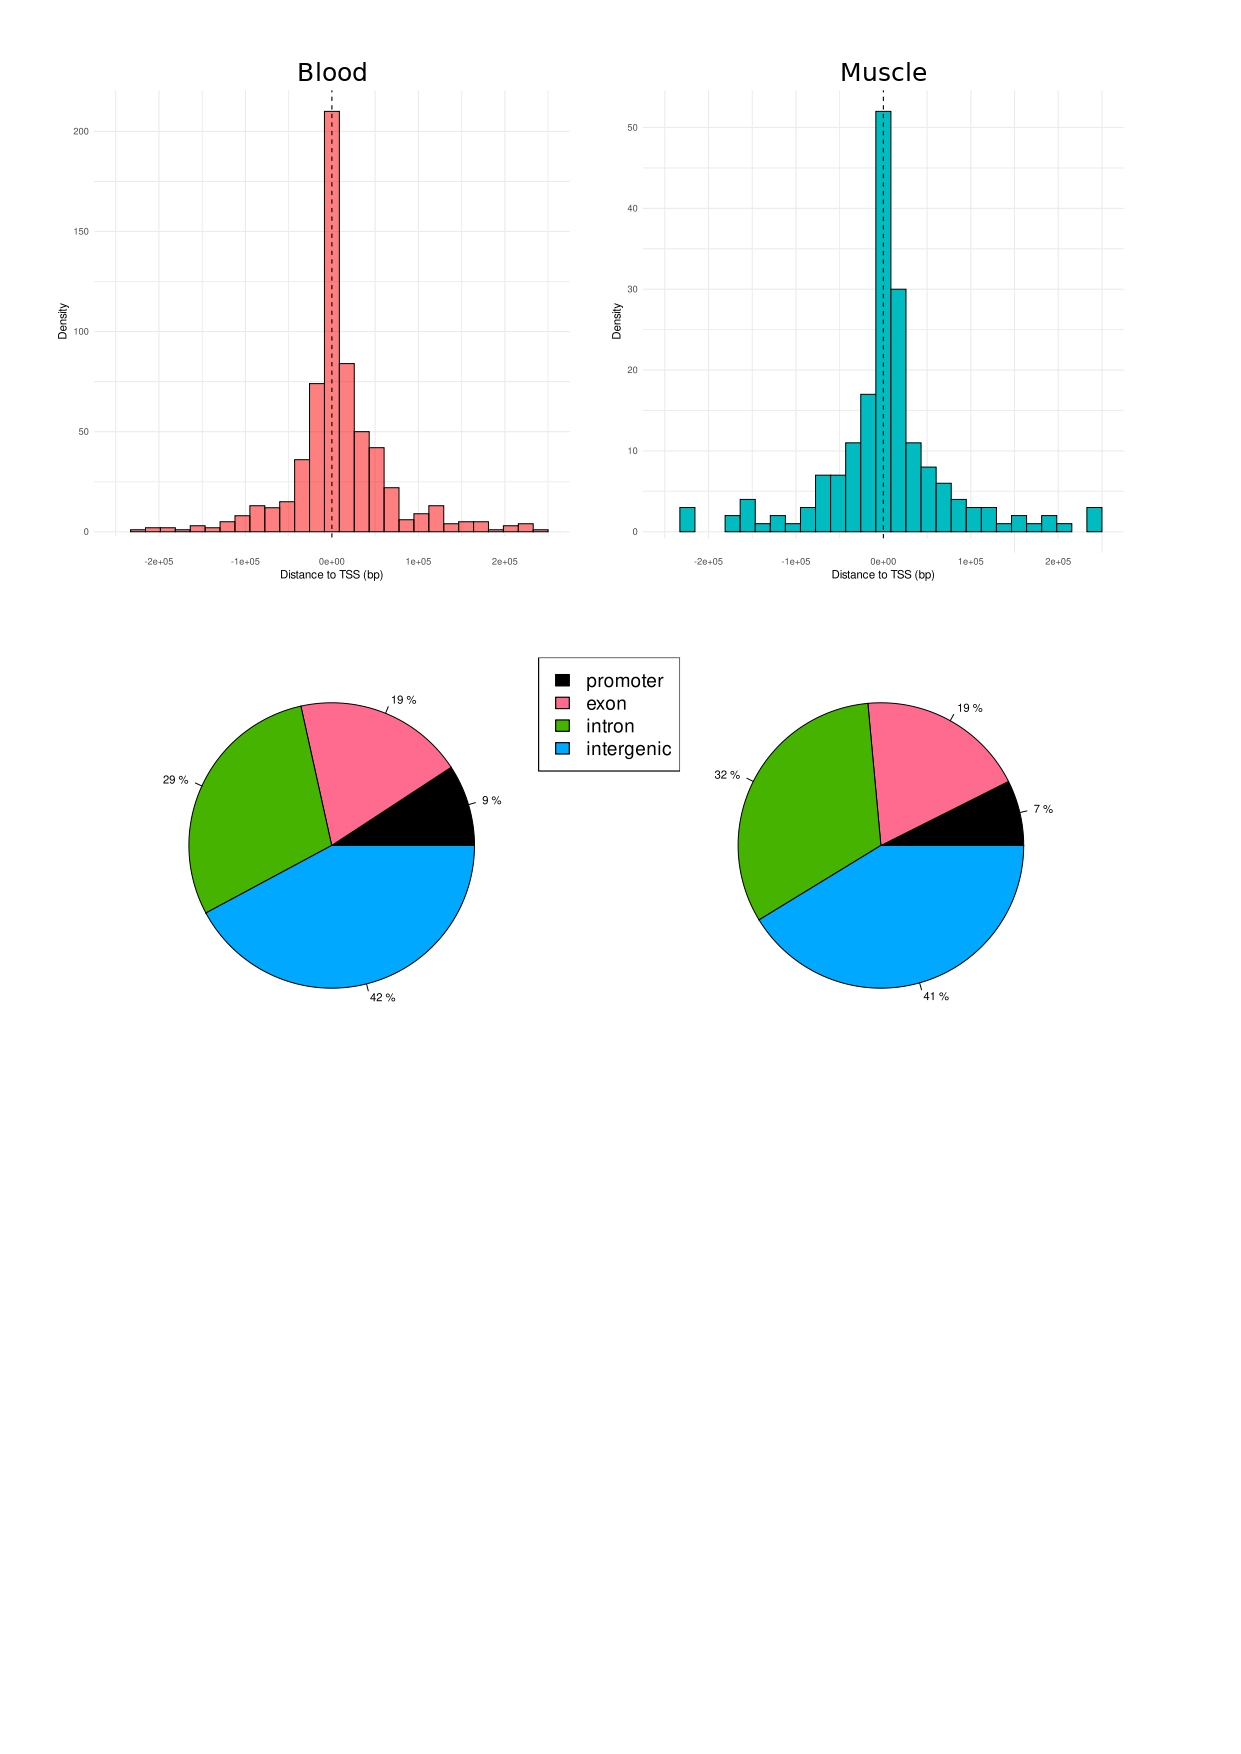 Blood
Muscle
200
150
100
50
0
Density
-2e+05 -1e+05 0e+00 1e+05 2e+05
Distance to TSS (bp)
50
40
30
20
10
0
Density
-2e+05 -1e+05 0e+00 1e+05 2e+05
Distance to TSS (bp)
promoter
exon
intron
intergenic
19 %
29 %
9 %
42 %
19 %
32 %
7 %
41 %